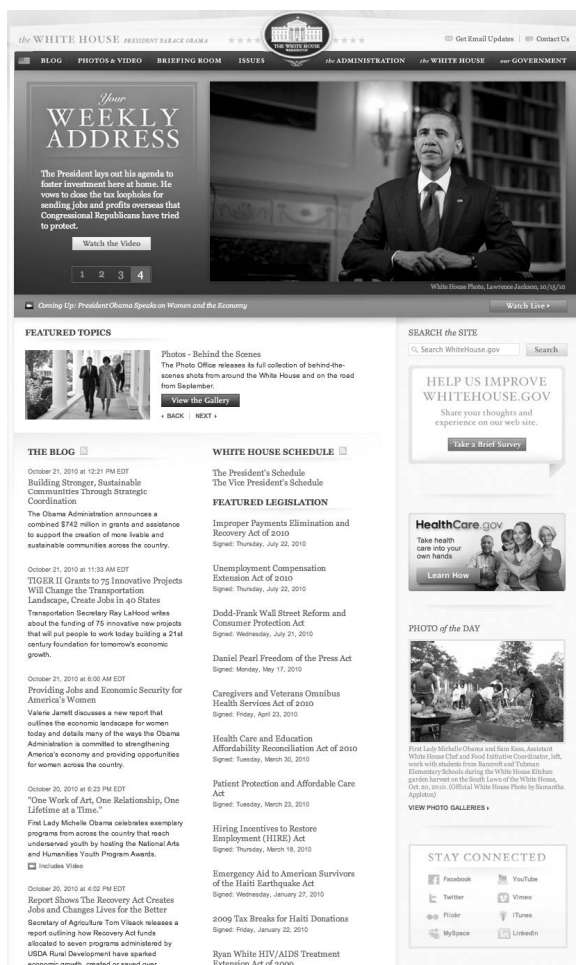 the WHITE HOUSE PRESIDENT BARACK OBAMA
THE WHITE HOUSE
WASHINGTON
Get Email Updates
Contact Us
BLOG
PHOTOS & VIDEO
BRIEFING ROOM
ISSUES
the ADMINISTRATION
the WHITE HOUSE
our GOVERNMENT
Your
WEEKLY
ADDRESS
The President lays out his agenda to
foster investment here at home. He
vows to close the tax loopholes for
sending jobs and profits overseas that
Congressional Republicans have tried
to protect.
Watch the Video
1 2 3 4
White House Photo, Lawrence Jackson, 10/15/10
Coming Up: President Obama Speaks on Women and the Economy
Watch Live
FEATURED TOPICS
Photos - Behind the Scenes
The Photo Office releases its full collection of behind-the-
scenes shots from around the White House and on the road
from September.
View the Gallery
BACK | NEXT
THE BLOG
October 21, 2010 at 12:21 PM EDT
Building Stronger, Sustainable
Communities Through Strategic
Coordination
The Obama Administration announces a
combined $742 million in grants and assistance
to support the creation of more livable and
sustainable communities across the country.
October 21, 2010 at 11:33 AM EDT
TIGER II Grants to 75 Innovative Projects
Will Change the Transportation
Landscape, Create Jobs in 40 States
Transportation Secretary Ray LaHood writes
about the funding of 75 innovative new projects
that will put people to work today building a 21st
century foundation for tomorrow's economic
growth.
October 21, 2010 at 6:00 AM EDT
Providing Jobs and Economic Security for
America's Women
Valerie Jarrett discusses a new report that
outlines the economic landscape for women
today and details many of the ways the Obama
Administration is committed to strengthening
America's economy and providing opportunities
for women across the country.
October 20, 2010 at 6:23 PM EDT
"One Work of Art, One Relationship, One
Lifetime at a Time."
First Lady Michelle Obama celebrates exemplary
programs from across the country that reach
underserved youth by hosting the National Arts
and Humanities Youth Program Awards.
Includes Video
October 20, 2010 at 4:02 PM EDT
Report Shows The Recovery Act Creates
Jobs and Changes Lives for the Better
Secretary of Agriculture Tom Vilsack releases a
report outlining how Recovery Act funds
allocated to seven programs administered by
USDA Rural Development have sparked
economic growth, created or saved over
WHITE HOUSE SCHEDULE
The President's Schedule
The Vice President's Schedule
FEATURED LEGISLATION
Improper Payments Elimination and
Recovery Act of 2010
Signed: Thursday, July 22, 2010
Unemployment Compensation
Extension Act of 2010
Signed: Thursday, July 22, 2010
Dodd-Frank Wall Street Reform and
Consumer Protection Act
Signed: Wednesday, July 21, 2010
Daniel Pearl Freedom of the Press Act
Signed: Monday, May 17, 2010
Caregivers and Veterans Omnibus
Health Services Act of 2010
Signed: Friday, April 23, 2010
Health Care and Education
Affordability Reconciliation Act of 2010
Signed: Tuesday, March 30, 2010
Patient Protection and Affordable Care
Act
Signed: Tuesday, March 23, 2010
Hiring Incentives to Restore
Employment (HIRE) Act
Signed: Thursday, March 18, 2010
Emergency Aid to American Survivors
of the Haiti Earthquake Act
Signed: Wednesday, January 27, 2010
2009 Tax Breaks for Haiti Donations
Signed: Friday, January 22, 2010
Ryan White HIV/AIDS Treatment
Extension Act of 2009
SEARCH the SITE
Search WhiteHouse.gov
Search
HELP US IMPROVE
WHITEHOUSE.GOV
Share your thoughts and
experience on our web site.
Take a Brief Survey
HealthCare.gov
Take health
care into your
own hands
Learn How
PHOTO of the DAY
First Lady Michelle Obama and Sam Kass, Assistant
White House Chef and Food Initiative Coordinator, left,
work with students from Bancroft and Tubman
Elementary Schools during the White House Kitchen
garden harvest on the South Lawn of the White House,
Oct. 20, 2010. (Official White House Photo by Samantha
Appleton)
VIEW PHOTO GALLERIES
STAY CONNECTED
Facebook
YouTube
Twitter
Vimeo
Flickr
iTunes
MySpace
LinkedIn